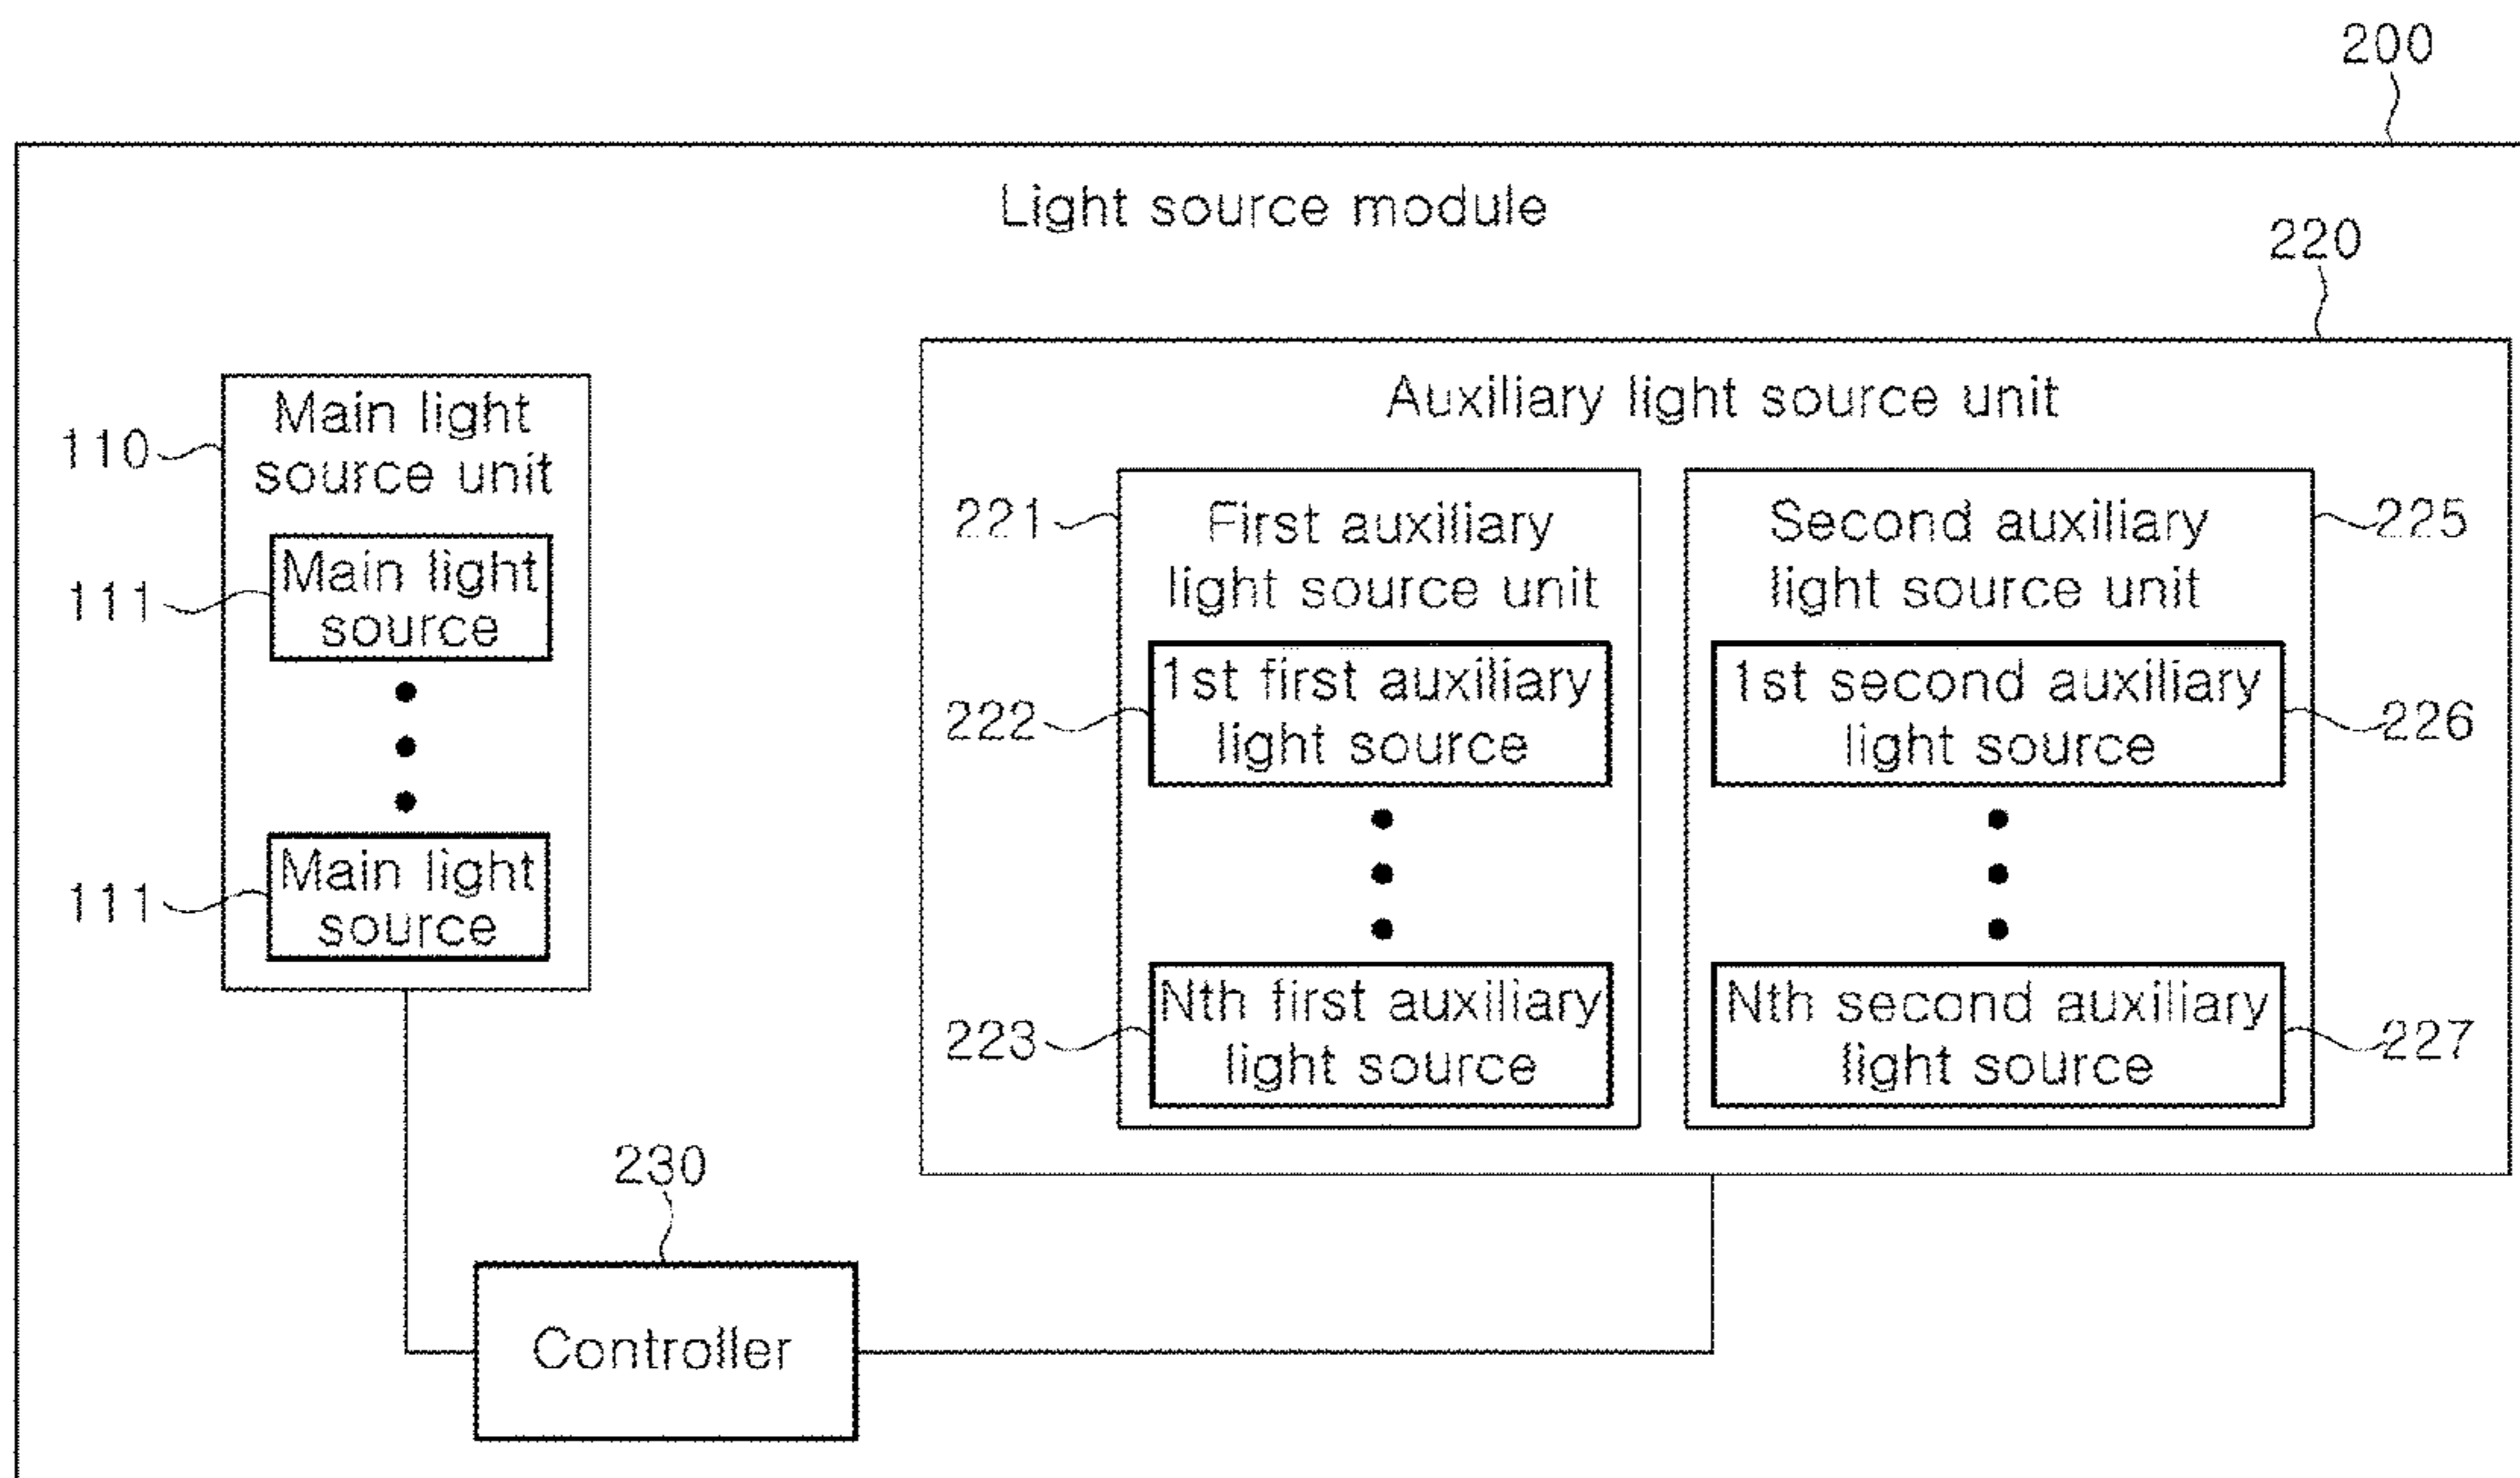 200
Light source module
220
Auxiliary light source unit
110
Main light
source unit
111
Main light
source
111
Main light
source
221
First auxiliary
light source unit
222
1st first auxiliary
light source
223
Nth first auxiliary
light source
225
Second auxiliary
light source unit
226
1st second auxiliary
light source
227
Nth second auxiliary
light source
230
Controller